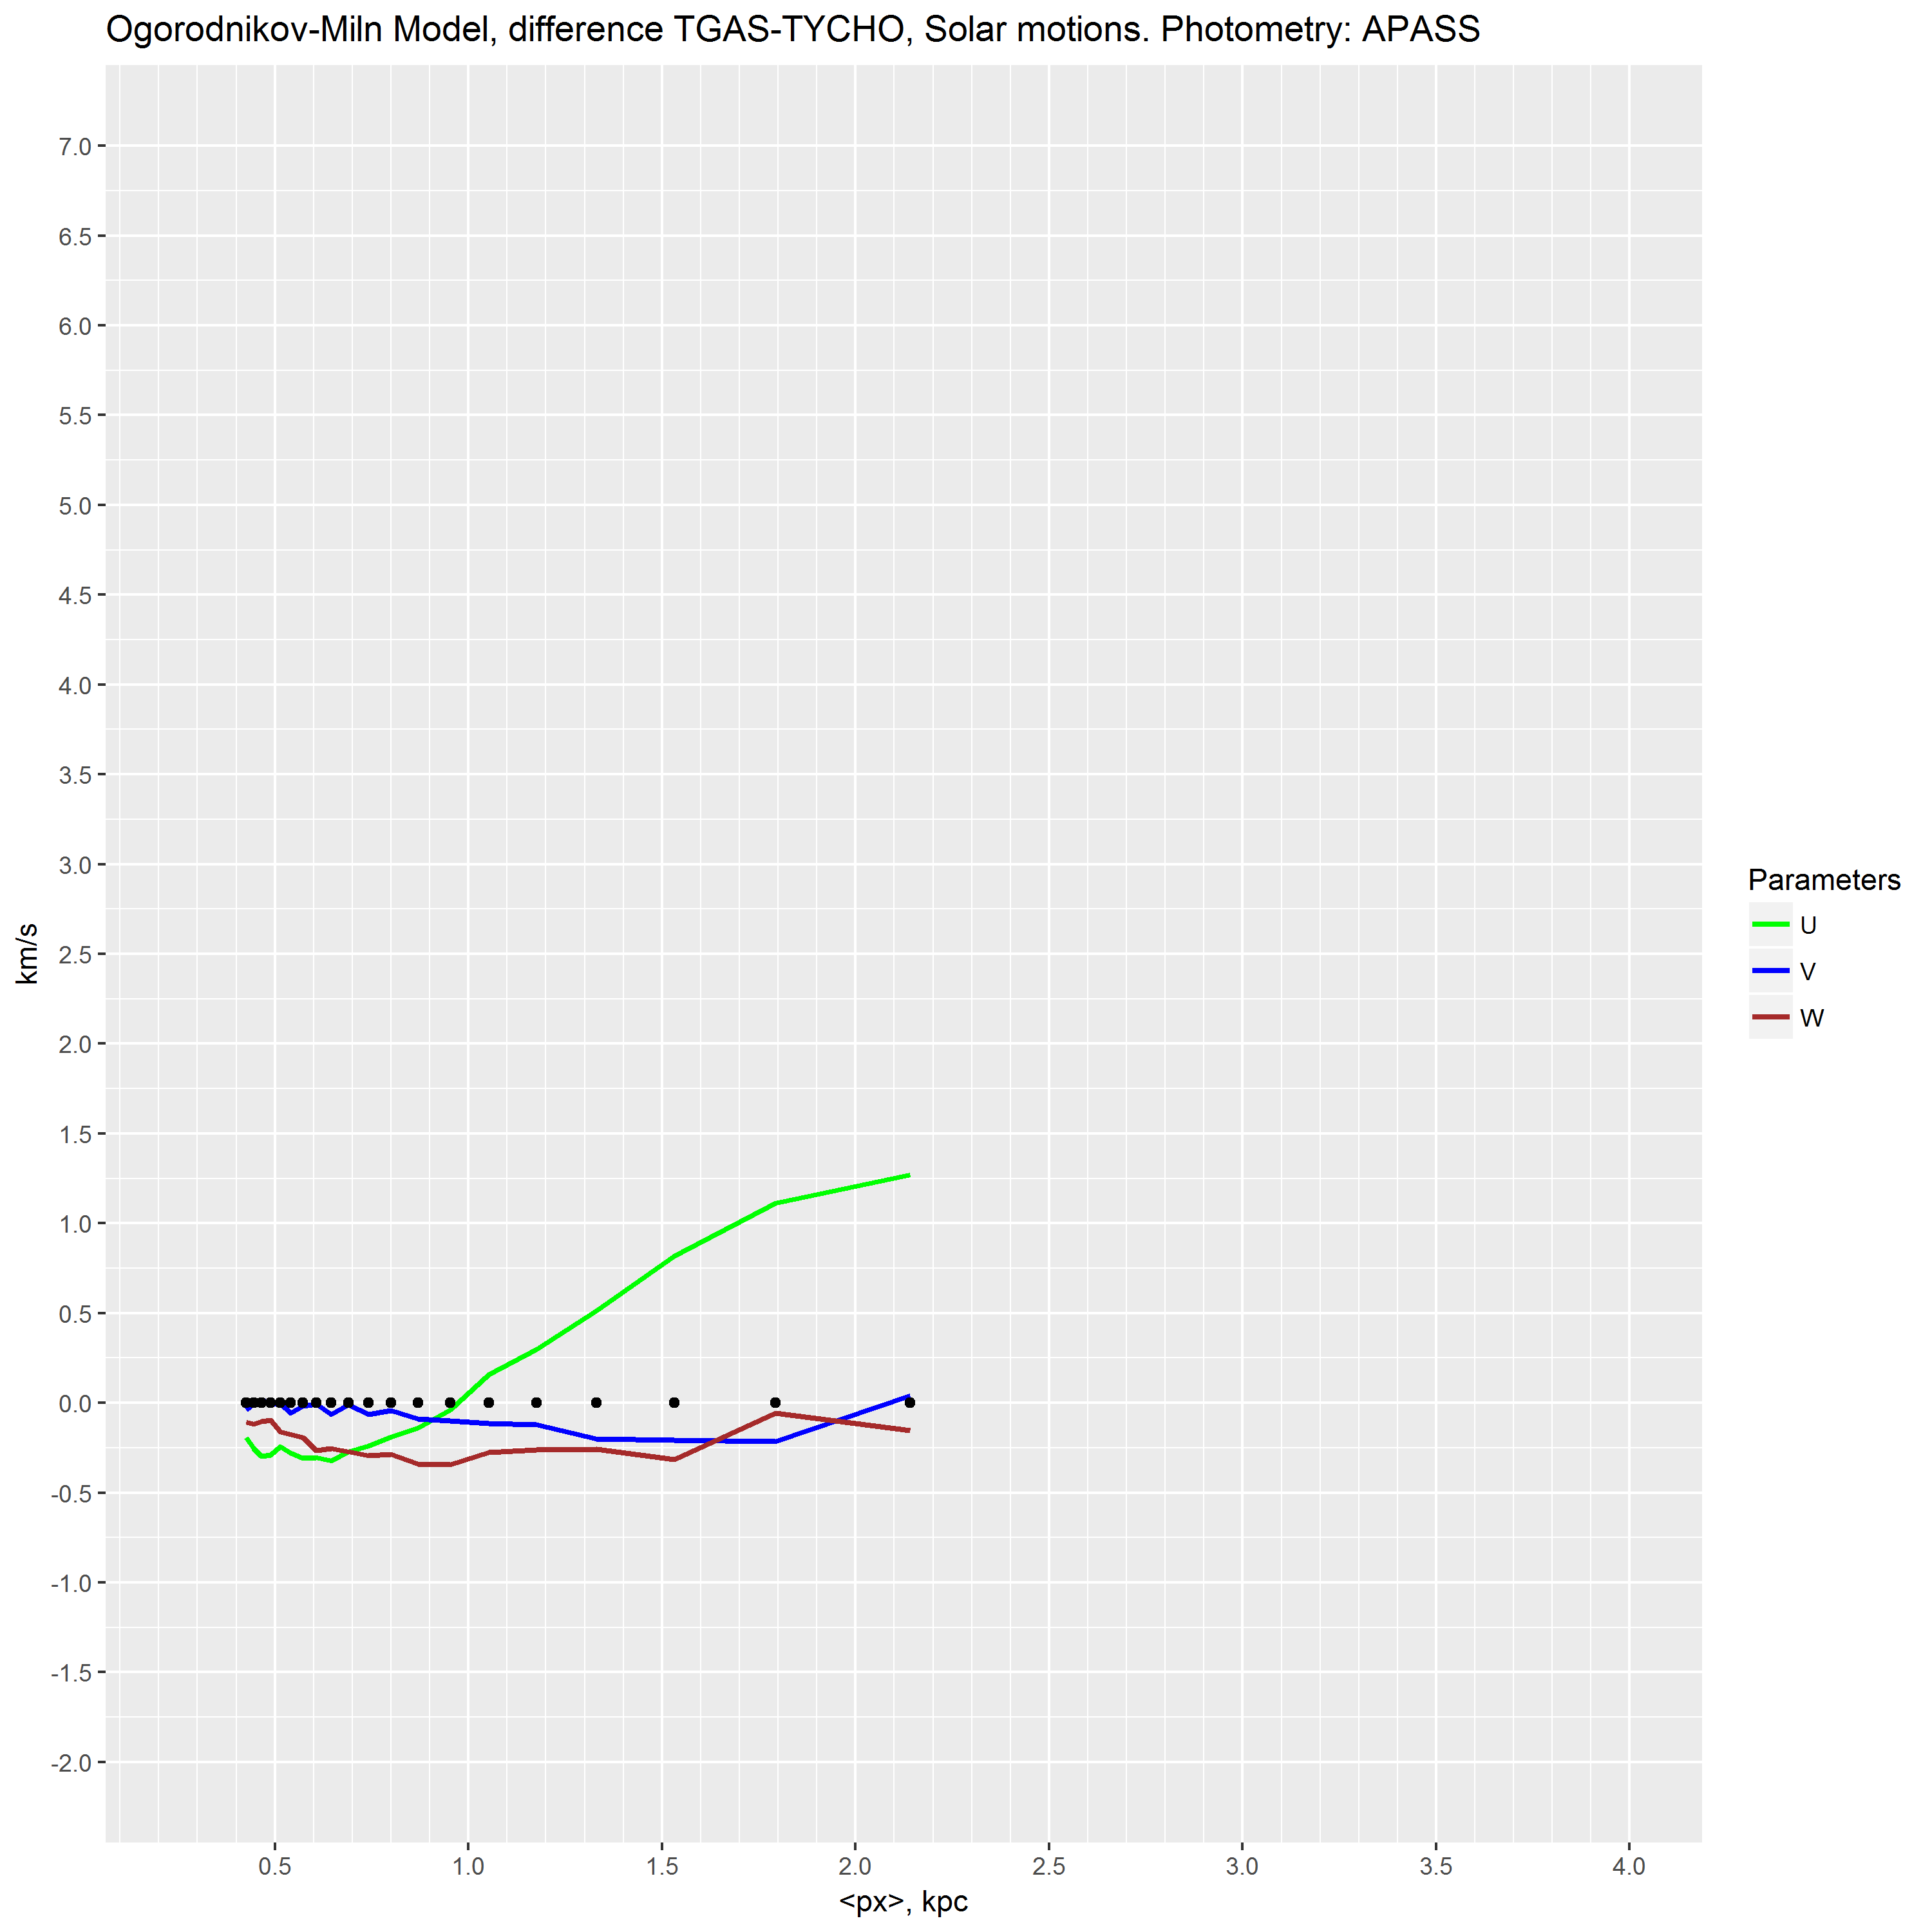 Ogorodnikov-Miln Model, difference TGAS-TYCHO, Solar motions. Photometry: APASS
7.0
6.5
6.0
5.5
5.0
4.5
4.0
3.5
3.0
2.5
2.0
1.5
1.0
0.5
0.0
-0.5
-1.0
-1.5
-2.0
km/s
0.5 1.0 1.5 2.0 2.5 3.0 3.5 4.0
<px>, kpc
Parameters
U
V
W